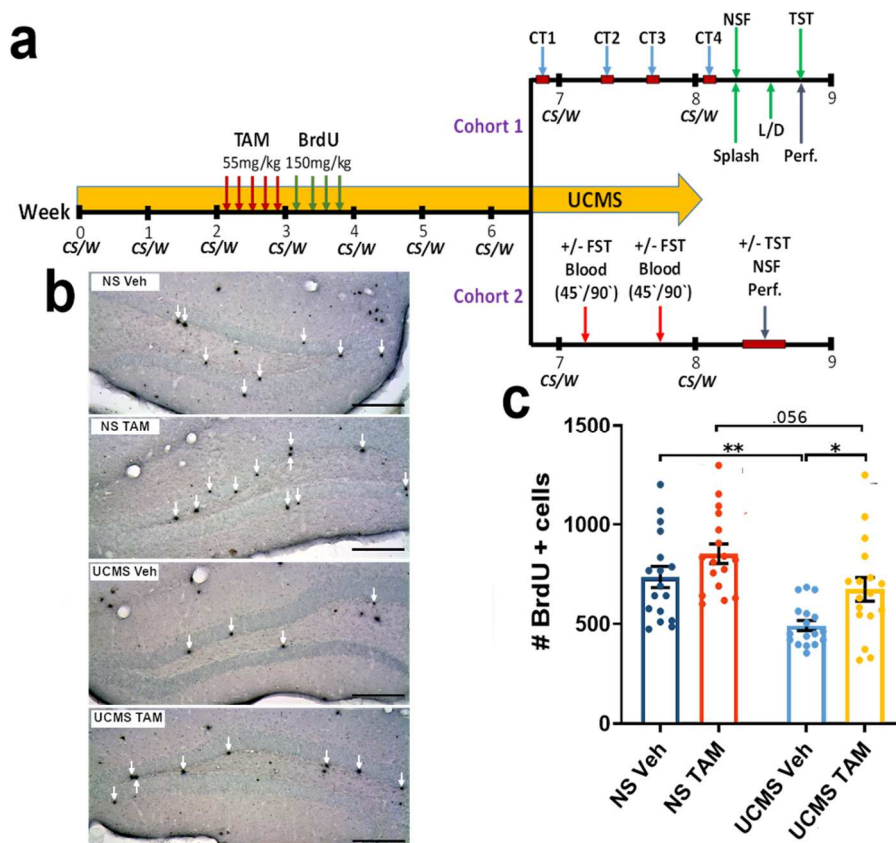 a
CT1 CT2 CT3 CT4 NSF TST
7 8 9
CS/W CS/W
Cohort 1
L/D
Splash Perf.
TAM BrdU
55mg/kg 150mg/kg
UCMS
Week
0 1 2 3 4 5 6
CS/W CS/W CS/W CS/W CS/W CS/W CS/W
+/- FST +/- FST +/- TST
Blood Blood NSF
(45`/90`) (45`/90`) Perf.
Cohort 2
7 8 9
CS/W CS/W
b
NS Veh
NS TAM
UCMS Veh
UCMS TAM
c
.056
** *
1500
1000
500
0
# BrdU + cells
NS Veh
NS TAM
UCMS Veh
UCMS TAM